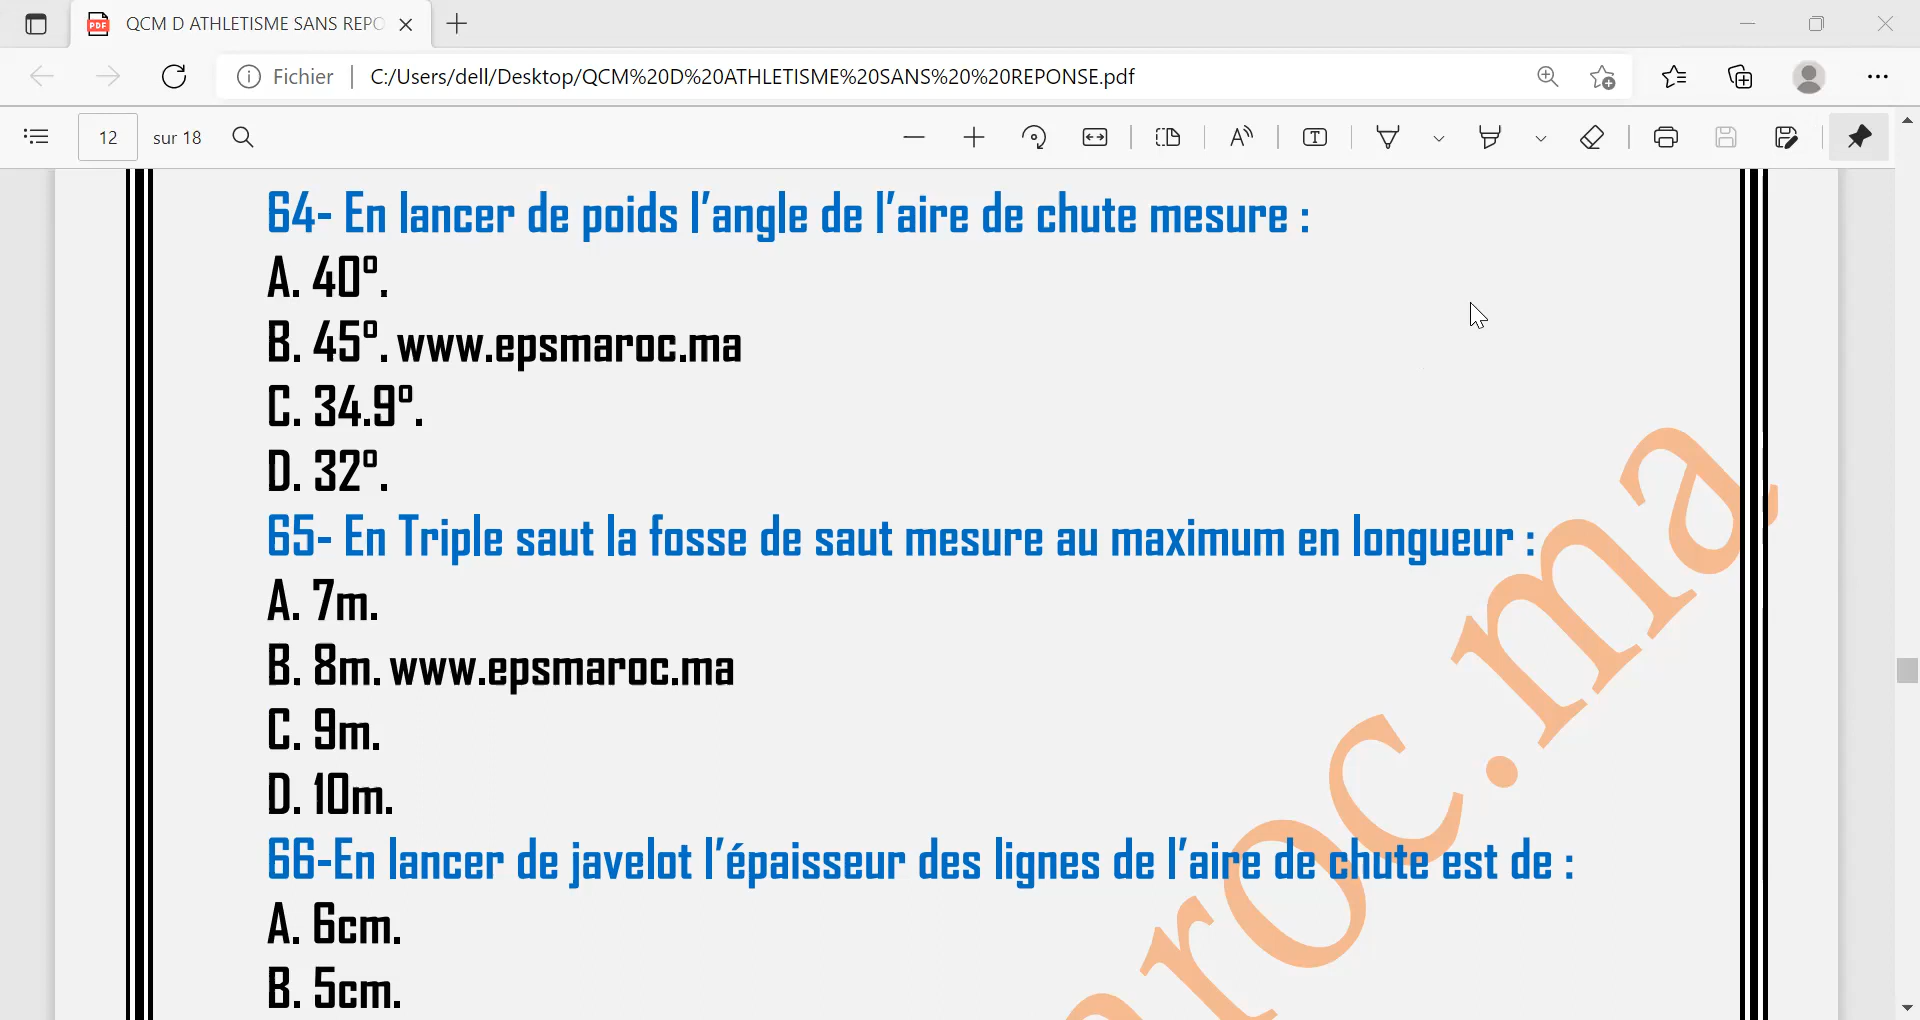 QCM D ATHLETISME SANS REPO
Fichier C:/Users/dell/Desktop/QCM%20D%20ATHLETISME%20SANS%20%20REPONSE.pdf
12 sur 18
64- En lancer de poids l’angle de l’aire de chute mesure :
A. 40°.
B. 45°. www.epsmaroc.ma
C. 34.9°.
D. 32°.
65- En Triple saut la fosse de saut mesure au maximum en longueur :
A. 7m.
B. 8m. www.epsmaroc.ma
C. 9m.
D. 10m.
66-En lancer de javelot l’épaisseur des lignes de l’aire de chute est de :
A. 6cm.
B. 5cm.
roc.ma